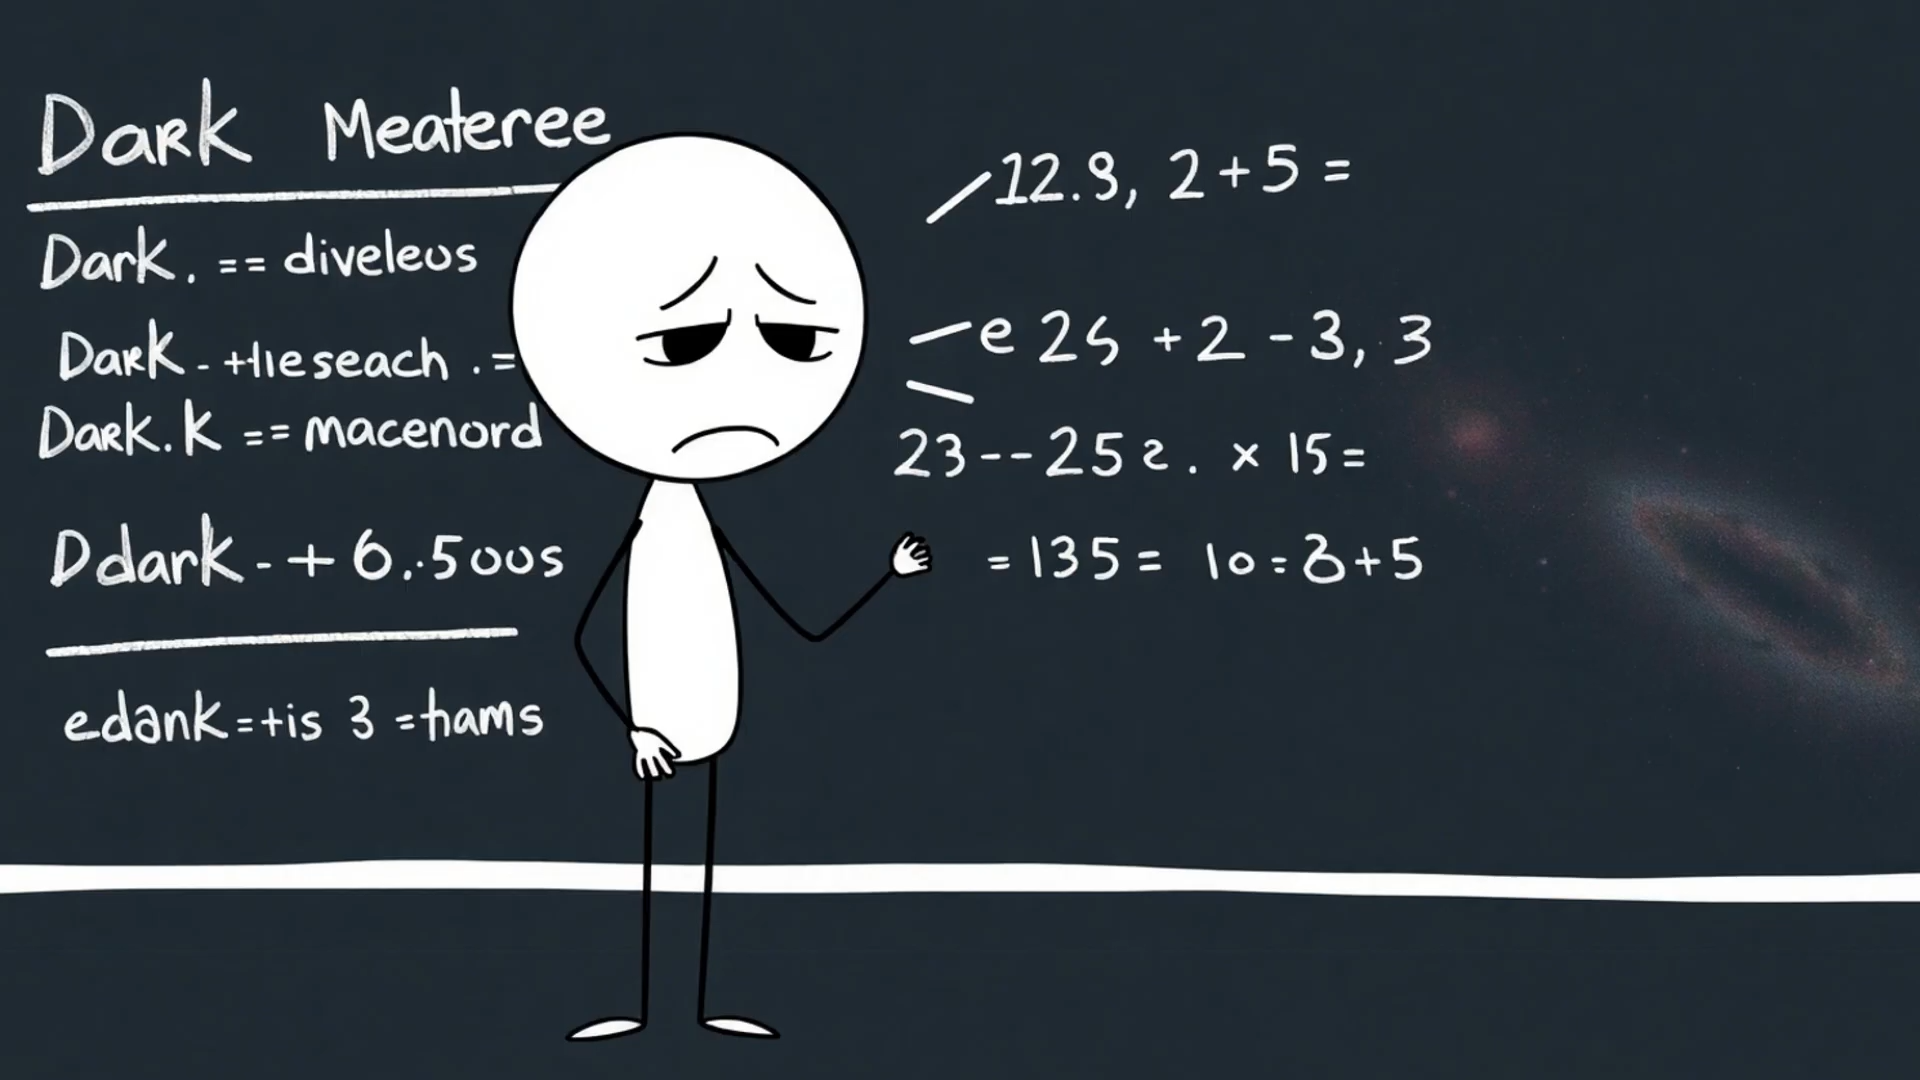 Dark Meateree
Dark. == diveleus
Dark - +lieseach . =
Dark.k == macenord
Ddark - + 6..5oos
edank=+is 3 =hams
12.9, 2+5 =
e 25 +2 -3, 3
23--252. x 15=
=135= 10=8+5